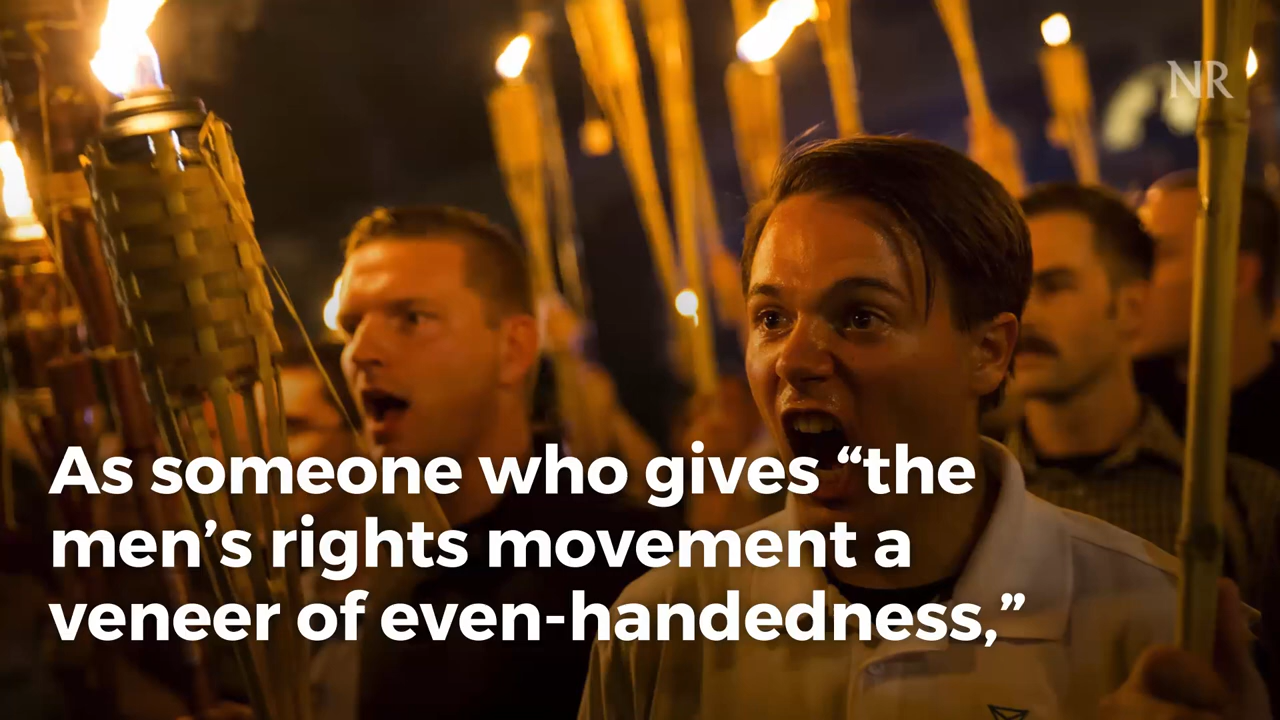 NR
As someone who gives “the
men’s rights movement a
veneer of even-handedness,”